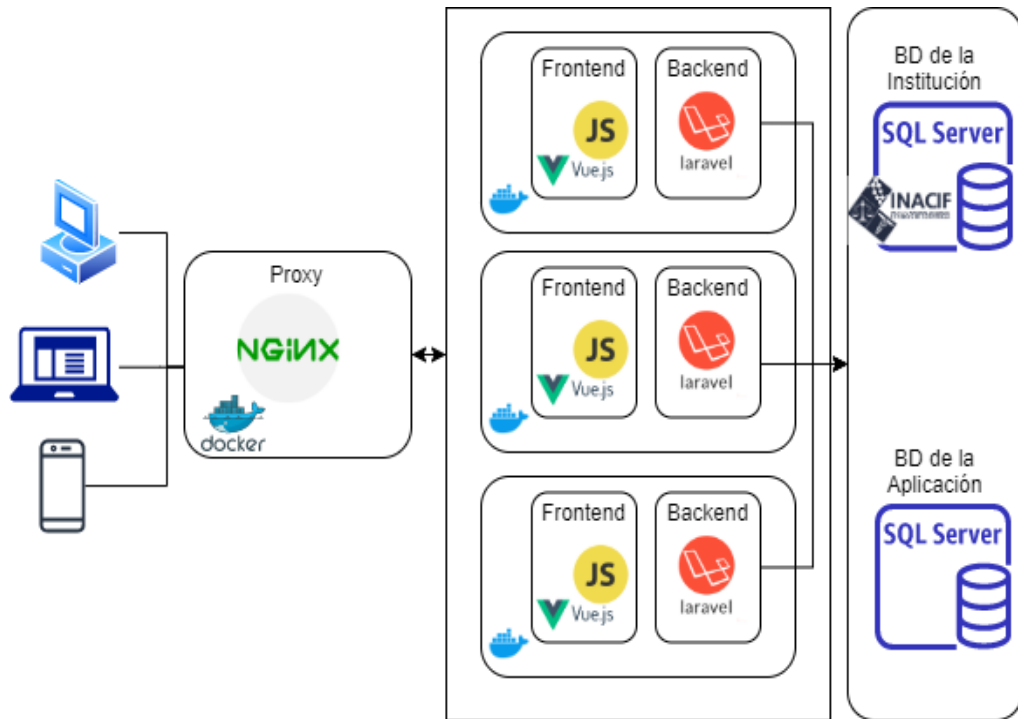 Proxy
NGINX
docker
Frontend
Backend
JS
Vue.js
laravel
Frontend
Backend
JS
Vue.js
laravel
Frontend
Backend
JS
Vue.js
laravel
BD de la
Institución
SQL Server
INACIF
BD de la
Aplicación
SQL Server